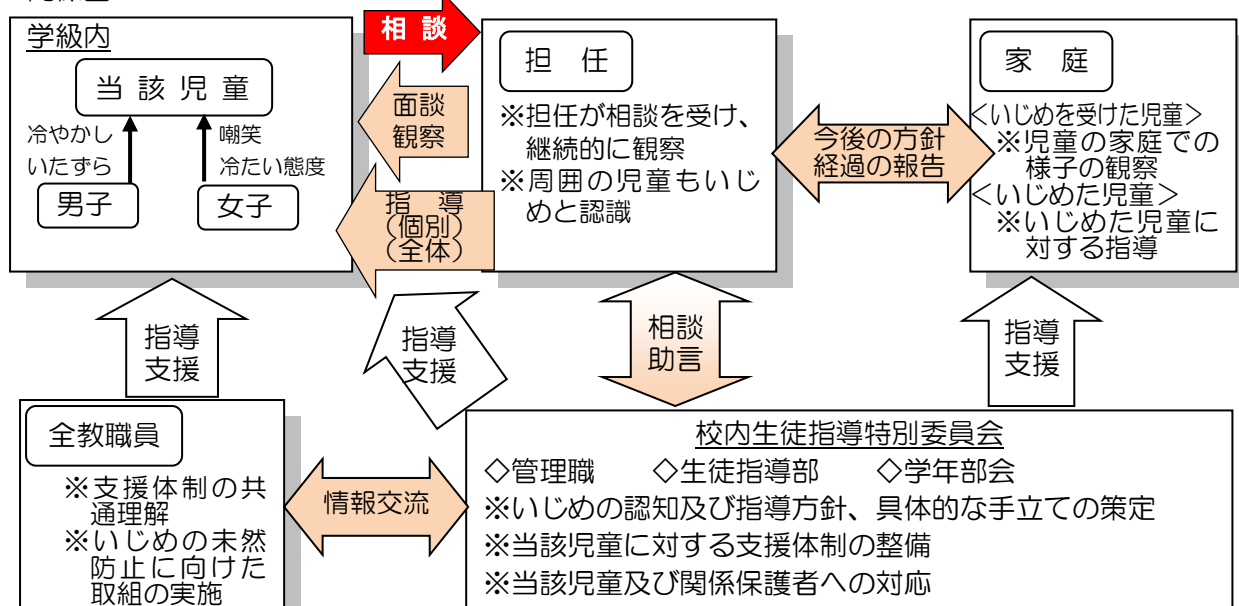 学級内
当該児童
冷やかし
いたずら
嘲笑
冷たい態度
男子
女子
相 談
面談
観察
指 導
(個別)
(全体)
担 任
※担任が相談を受け、
継続的に観察
※周囲の児童もいじ
めと認識
今後の方針
経過の報告
家 庭
<いじめを受けた児童>
※児童の家庭での
様子の観察
<いじめた児童>
※いじめた児童に
対する指導
指導
支援
指導
支援
相談
助言
指導
支援
全教職員
※支援体制の共
通理解
※いじめの未然
防止に向けた
取組の実施
情報交流
校内生徒指導特別委員会
◇管理職 ◇生徒指導部 ◇学年部会
※いじめの認知及び指導方針、具体的な手立ての策定
※当該児童に対する支援体制の整備
※当該児童及び関係保護者への対応